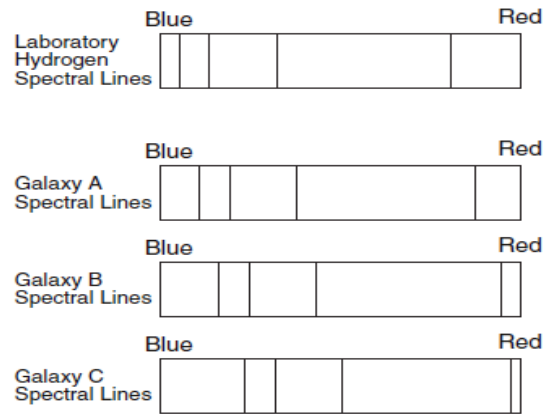 Blue Red
Laboratory
Hydrogen
Spectral Lines
Blue Red
Galaxy A
Spectral Lines
Blue Red
Galaxy B
Spectral Lines
Blue Red
Galaxy C
Spectral Lines